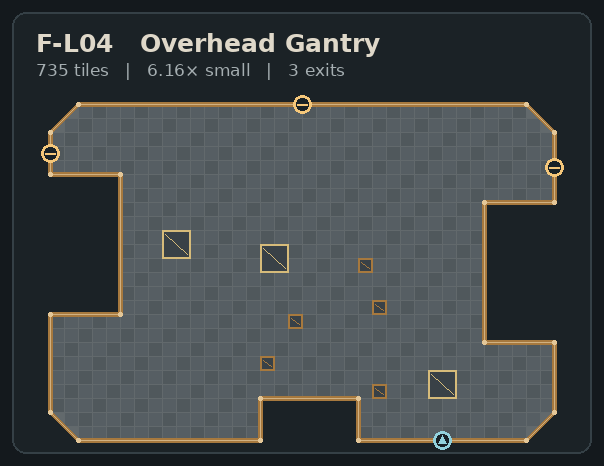 F-L04 Overhead Gantry
735 tiles | 6.16× small | 3 exits